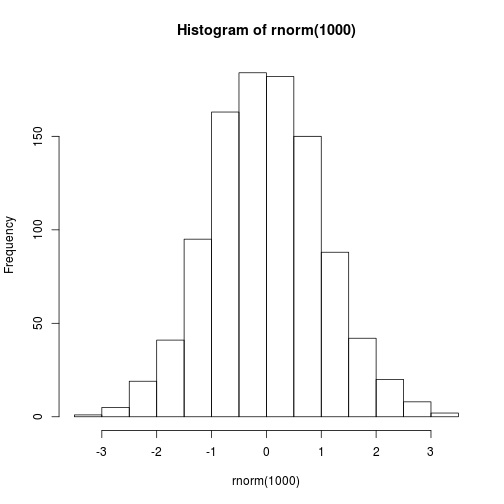 Histogram of rnorm(1000)
Frequency
150
100
50
0
-3 -2 -1 0 1 2 3
rnorm(1000)